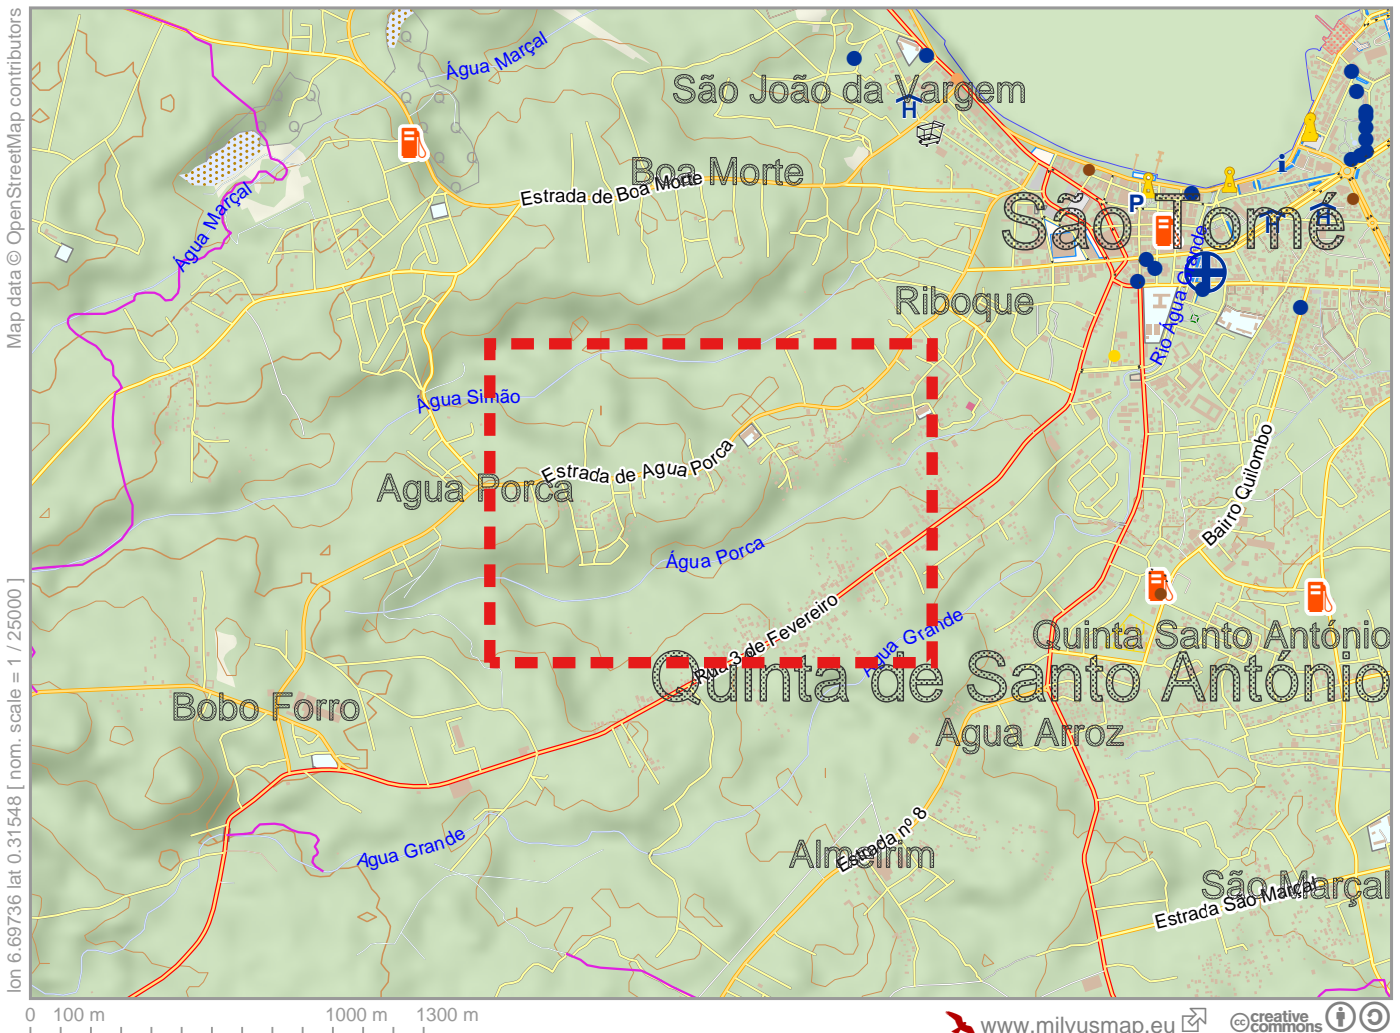 Map data © OpenStreetMap contributors
lon 6.69736 lat 0.31548 [ nom. scale = 1 / 25000 ]
Água Marçal
São João da Vargem
H
Boa Morte
Estrada de Boa Morte
Água Marçal
i
P
São Tomé
H
H
Rio Água Grande
Riboque
Água Simão
Estrada de Agua Porca
Agua Porca
Bairro Quilombo
Água Porca
Rua 3 de Fevereiro
Água Grande
Quinta Santo António
Quinta de Santo António
Bobo Forro
Agua Arroz
Estrada nº 8
Almeirim
Agua Grande
São Marçal
Estrada São Marçal
0 100 m 1000 m 1300 m
www.milvusmap.eu
creative commons